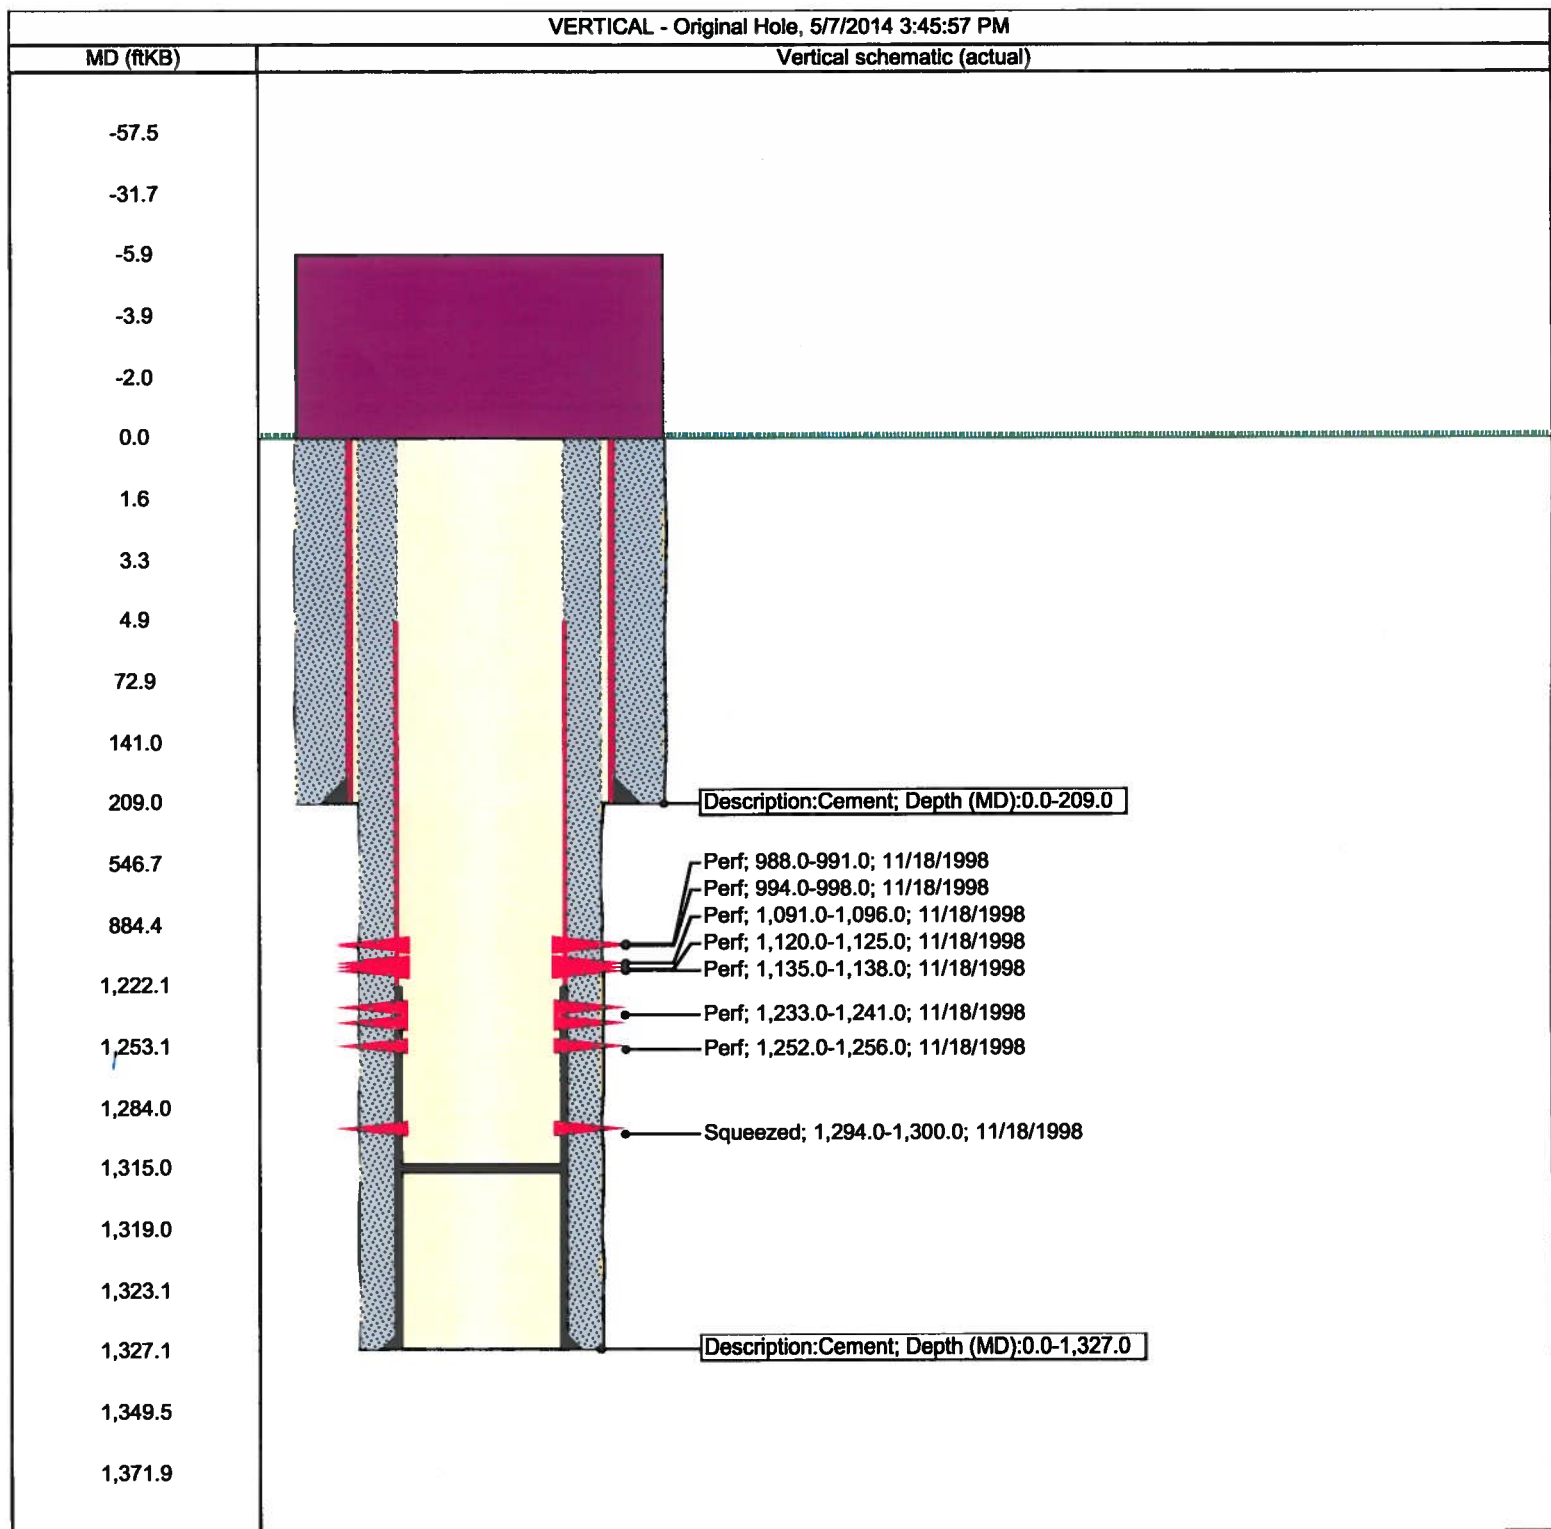 VERTICAL - Original Hole, 5/7/2014 3:45:57 PM
MD (ftKB)
Vertical schematic (actual)
-57.5
-31.7
-5.9
-3.9
-2.0
0.0
1.6
3.3
4.9
72.9
141.0
209.0
Description:Cement; Depth (MD):0.0-209.0
546.7
Perf; 988.0-991.0; 11/18/1998
Perf; 994.0-998.0; 11/18/1998
884.4
Perf; 1,091.0-1,096.0; 11/18/1998
Perf; 1,120.0-1,125.0; 11/18/1998
Perf; 1,135.0-1,138.0; 11/18/1998
1,222.1
Perf; 1,233.0-1,241.0; 11/18/1998
1,253.1
Perf; 1,252.0-1,256.0; 11/18/1998
1,284.0
Squeezed; 1,294.0-1,300.0; 11/18/1998
1,315.0
1,319.0
1,323.1
1,327.1
Description:Cement; Depth (MD):0.0-1,327.0
1,349.5
1,371.9